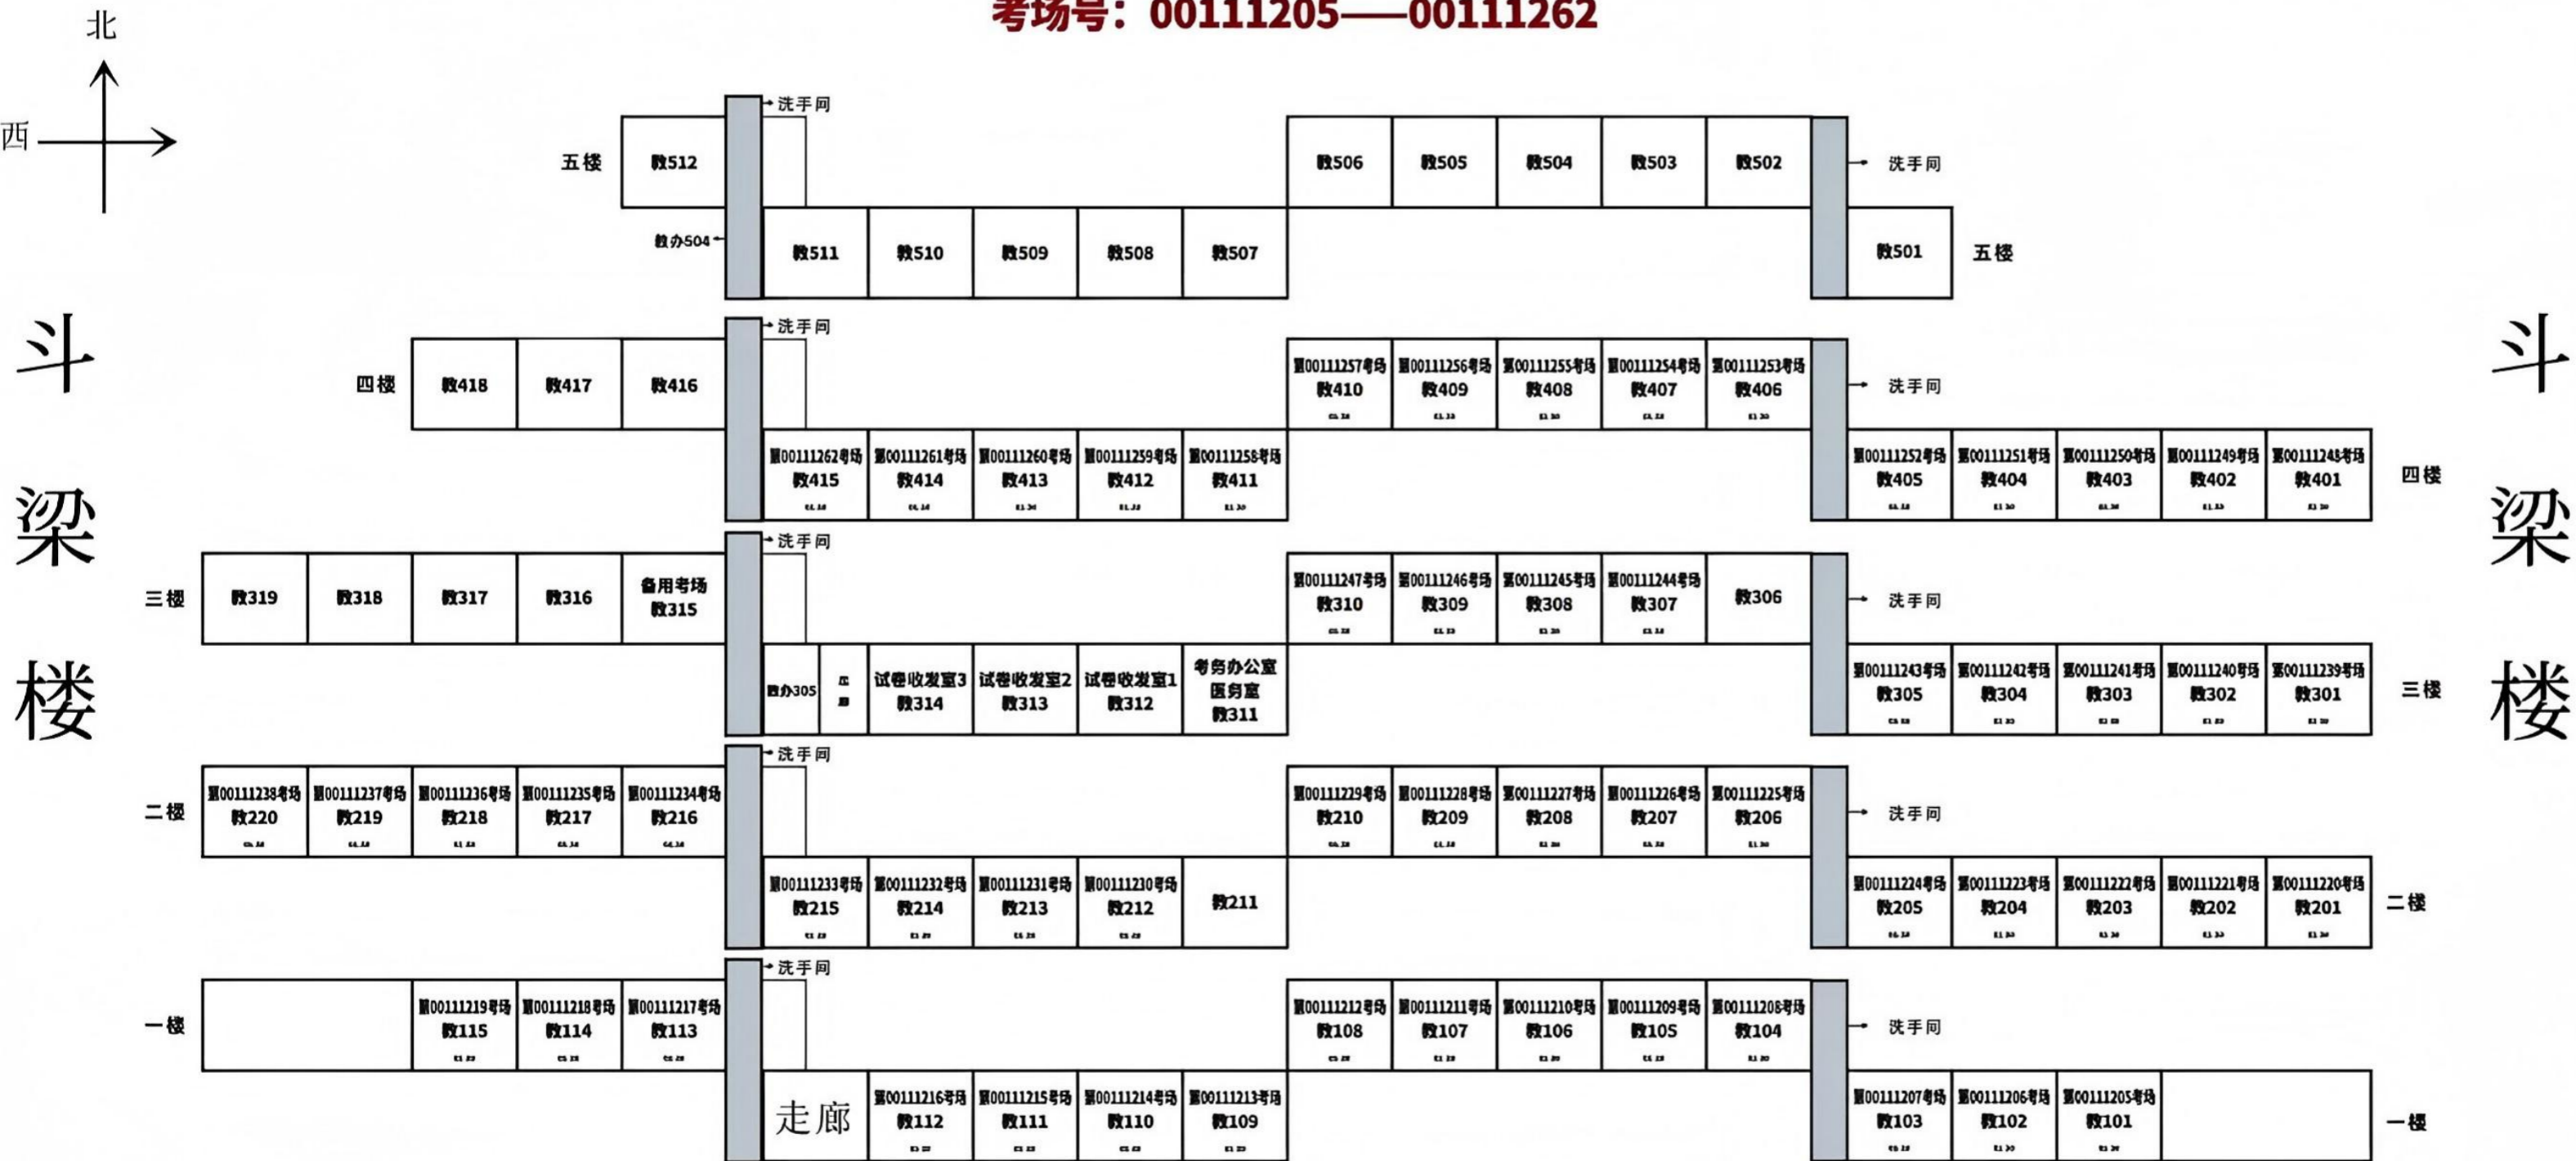 考场号：00111205——00111262
北
西
洗手间
五楼
教512
教506
教505
教504
教503
教502
洗手间
教办504
教511
教510
教509
教508
教507
教501
五楼
斗梁楼
斗梁楼
洗手间
四楼
教418
教417
教416
第00111257考场
教410
第00111256考场
教409
第00111255考场
教408
第00111254考场
教407
第00111253考场
教406
洗手间
第00111262考场
教415
第00111261考场
教414
第00111260考场
教413
第00111259考场
教412
第00111258考场
教411
第00111252考场
教405
第00111251考场
教404
第00111250考场
教403
第00111249考场
教402
第00111248考场
教401
四楼
洗手间
三楼
教319
教318
教317
教316
备用考场
教315
第00111247考场
教310
第00111246考场
教309
第00111245考场
教308
第00111244考场
教307
教306
洗手间
教办305
试卷收发室3
教314
试卷收发室2
教313
试卷收发室1
教312
考务办公室
医务室
教311
第00111243考场
教305
第00111242考场
教304
第00111241考场
教303
第00111240考场
教302
第00111239考场
教301
三楼
洗手间
二楼
第00111238考场
教220
第00111237考场
教219
第00111236考场
教218
第00111235考场
教217
第00111234考场
教216
第00111229考场
教210
第00111228考场
教209
第00111227考场
教208
第00111226考场
教207
第00111225考场
教206
洗手间
第00111233考场
教215
第00111232考场
教214
第00111231考场
教213
第00111230考场
教212
教211
第00111224考场
教205
第00111223考场
教204
第00111222考场
教203
第00111221考场
教202
第00111220考场
教201
二楼
洗手间
一楼
第00111219考场
教115
第00111218考场
教114
第00111217考场
教113
第00111212考场
教108
第00111211考场
教107
第00111210考场
教106
第00111209考场
教105
第00111208考场
教104
洗手间
走廊
第00111216考场
教112
第00111215考场
教111
第00111214考场
教110
第00111213考场
教109
第00111207考场
教103
第00111206考场
教102
第00111205考场
教101
一楼